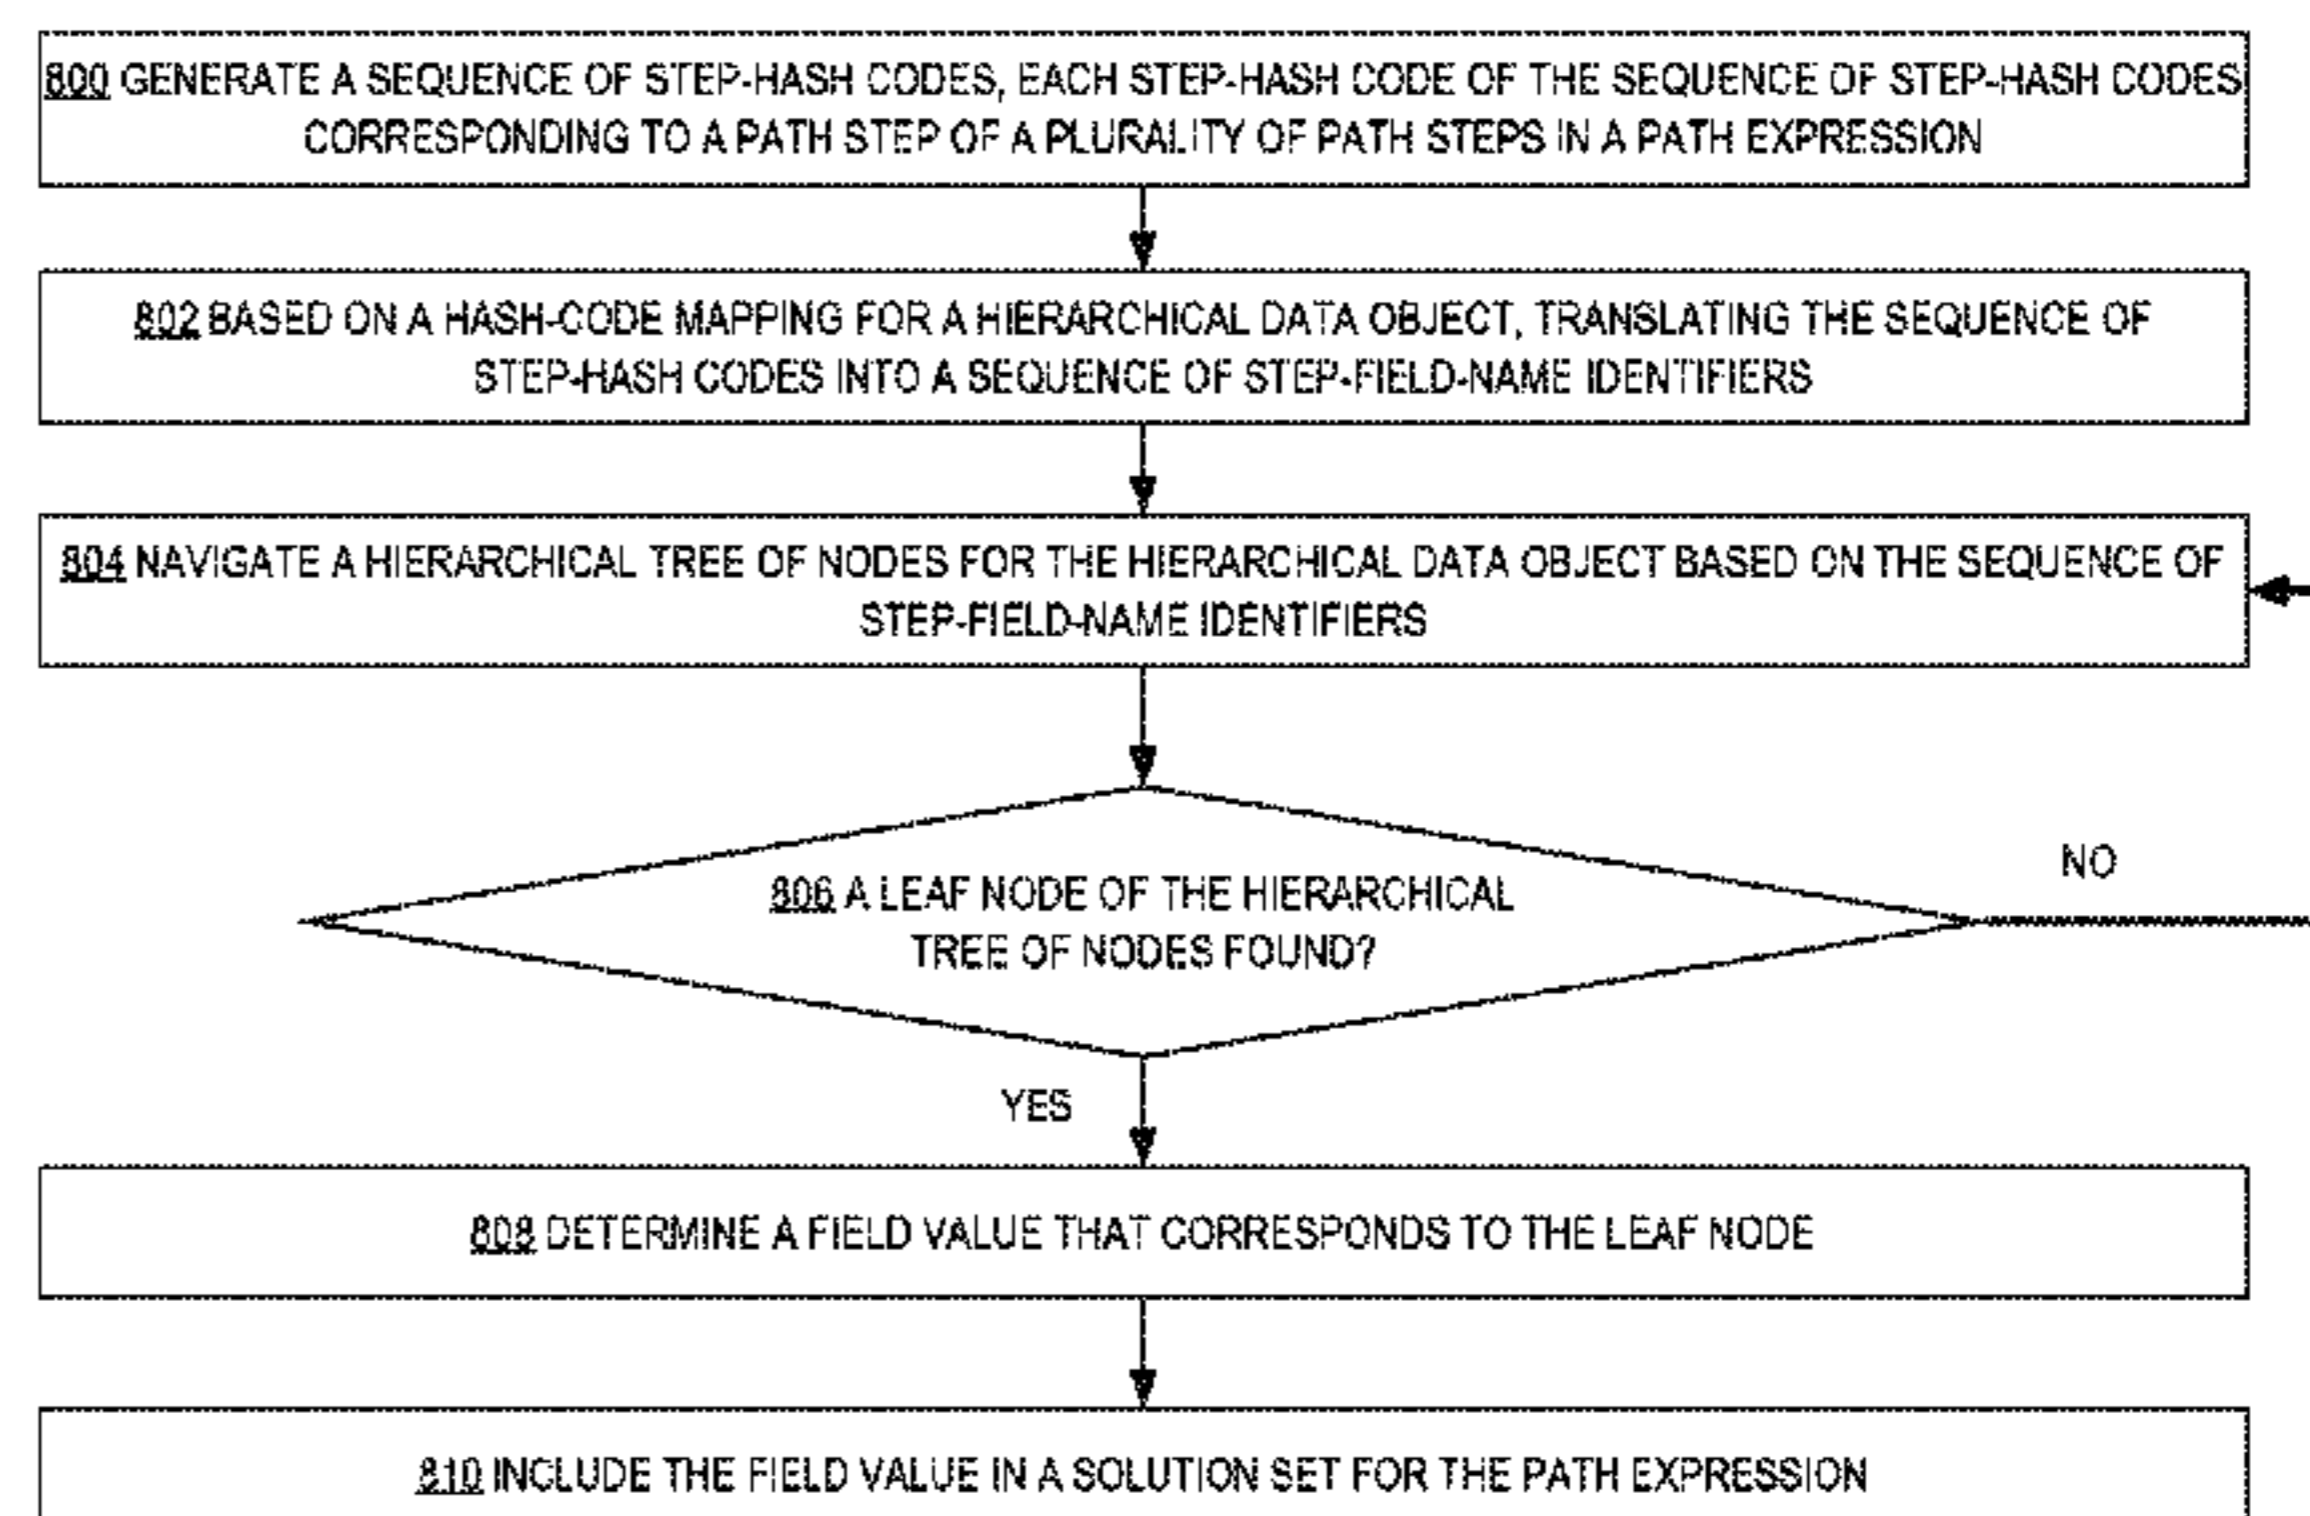 800 GENERATE A SEQUENCE OF STEP-HASH CODES, EACH STEP-HASH CODE OF THE SEQUENCE OF STEP-HASH CODES
CORRESPONDING TO A PATH STEP OF A PLURALITY OF PATH STEPS IN A PATH EXPRESSION
802 BASED ON A HASH-CODE MAPPING FOR A HIERARCHICAL DATA OBJECT, TRANSLATING THE SEQUENCE OF
STEP-HASH CODES INTO A SEQUENCE OF STEP-FIELD-NAME IDENTIFIERS
804 NAVIGATE A HIERARCHICAL TREE OF NODES FOR THE HIERARCHICAL DATA OBJECT BASED ON THE SEQUENCE OF
STEP-FIELD-NAME IDENTIFIERS
NO
806 A LEAF NODE OF THE HIERARCHICAL
TREE OF NODES FOUND?
YES
808 DETERMINE A FIELD VALUE THAT CORRESPONDS TO THE LEAF NODE
810 INCLUDE THE FIELD VALUE IN A SOLUTION SET FOR THE PATH EXPRESSION